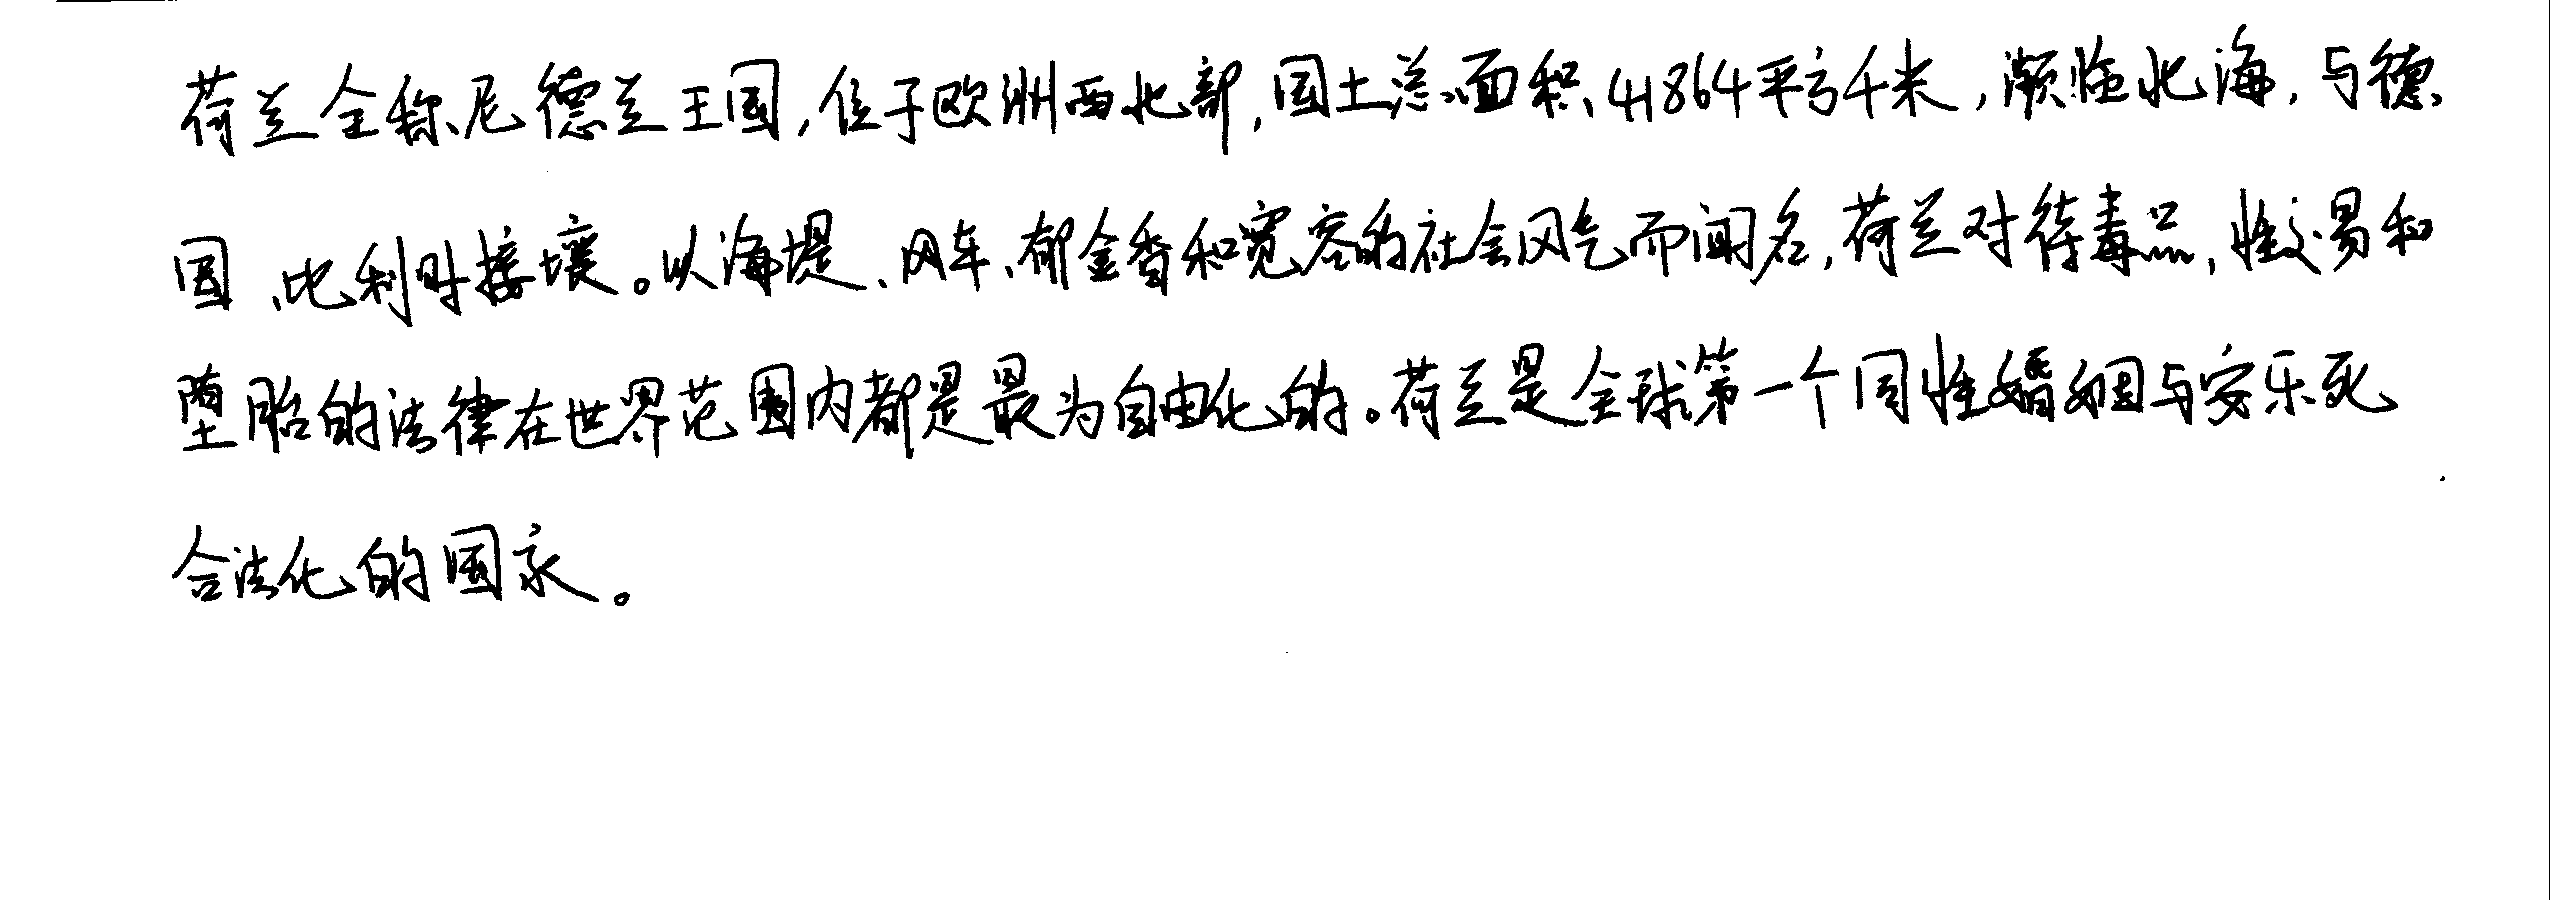 荷兰全称尼德兰王国,位于欧洲西北部,国土总面积41864平方千米,濒临北海,与德
国、比利时接壤。以海堤、风车、郁金香和宽容的社会风气而闻名,荷兰对待毒品,性交易和
堕胎的法律在世界范围内都是最为自由化的。荷兰是全球第一个同性婚姻与安乐死
合法化的国家。